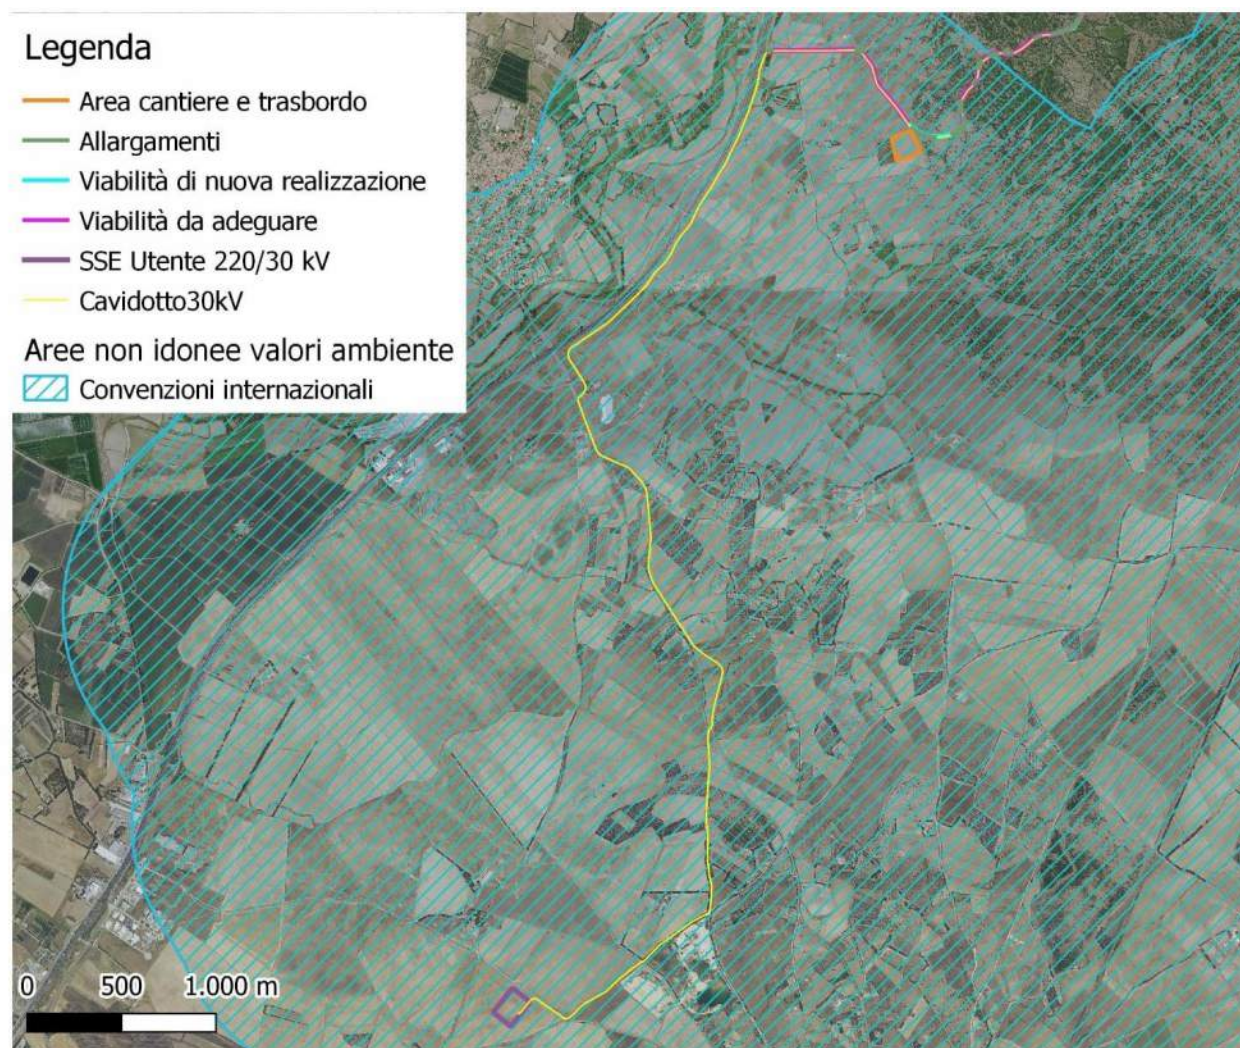 Legenda
Area cantiere e trasbordo
Allargamenti
Viabilità di nuova realizzazione
Viabilità da adeguare
SSE Utente 220/30 kV
Cavidotto30kV
Aree non idonee valori ambiente
Convenzioni internazionali
0 500 1.000 m